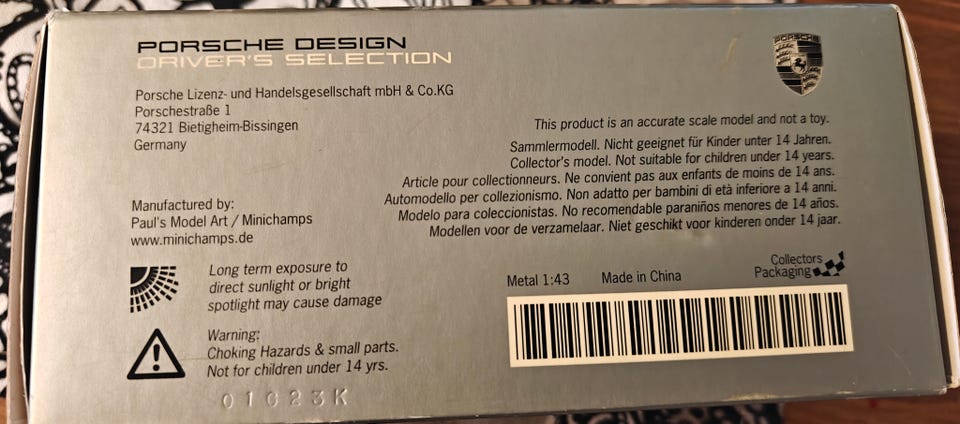 PORSCHE DESIGN
DRIVER'S SELECTION
Porsche Lizenz- und Handelsgesellschaft mbH & Co.KG
Porschestraße 1
74321 Bietigheim-Bissingen
Germany
This product is an accurate scale model and not a toy.
Sammlermodell. Nicht geeignet für Kinder unter 14 Jahren.
Collector's model. Not suitable for children under 14 years.
Article pour collectionneurs. Ne convient pas aux enfants de moins de 14 ans.
Automodello per collezionismo. Non adatto per bambini di età inferiore a 14 anni.
Modelo para coleccionistas. No recomendable paraniños menores de 14 años.
Modellen voor de verzamelaar. Niet geschikt voor kinderen onder 14 jaar.
Manufactured by:
Paul's Model Art / Minichamps
www.minichamps.de
Long term exposure to
direct sunlight or bright
spotlight may cause damage
Warning:
Choking Hazards & small parts.
Not for children under 14 yrs.
Metal 1:43 Made in China
Collectors
Packaging
01023K